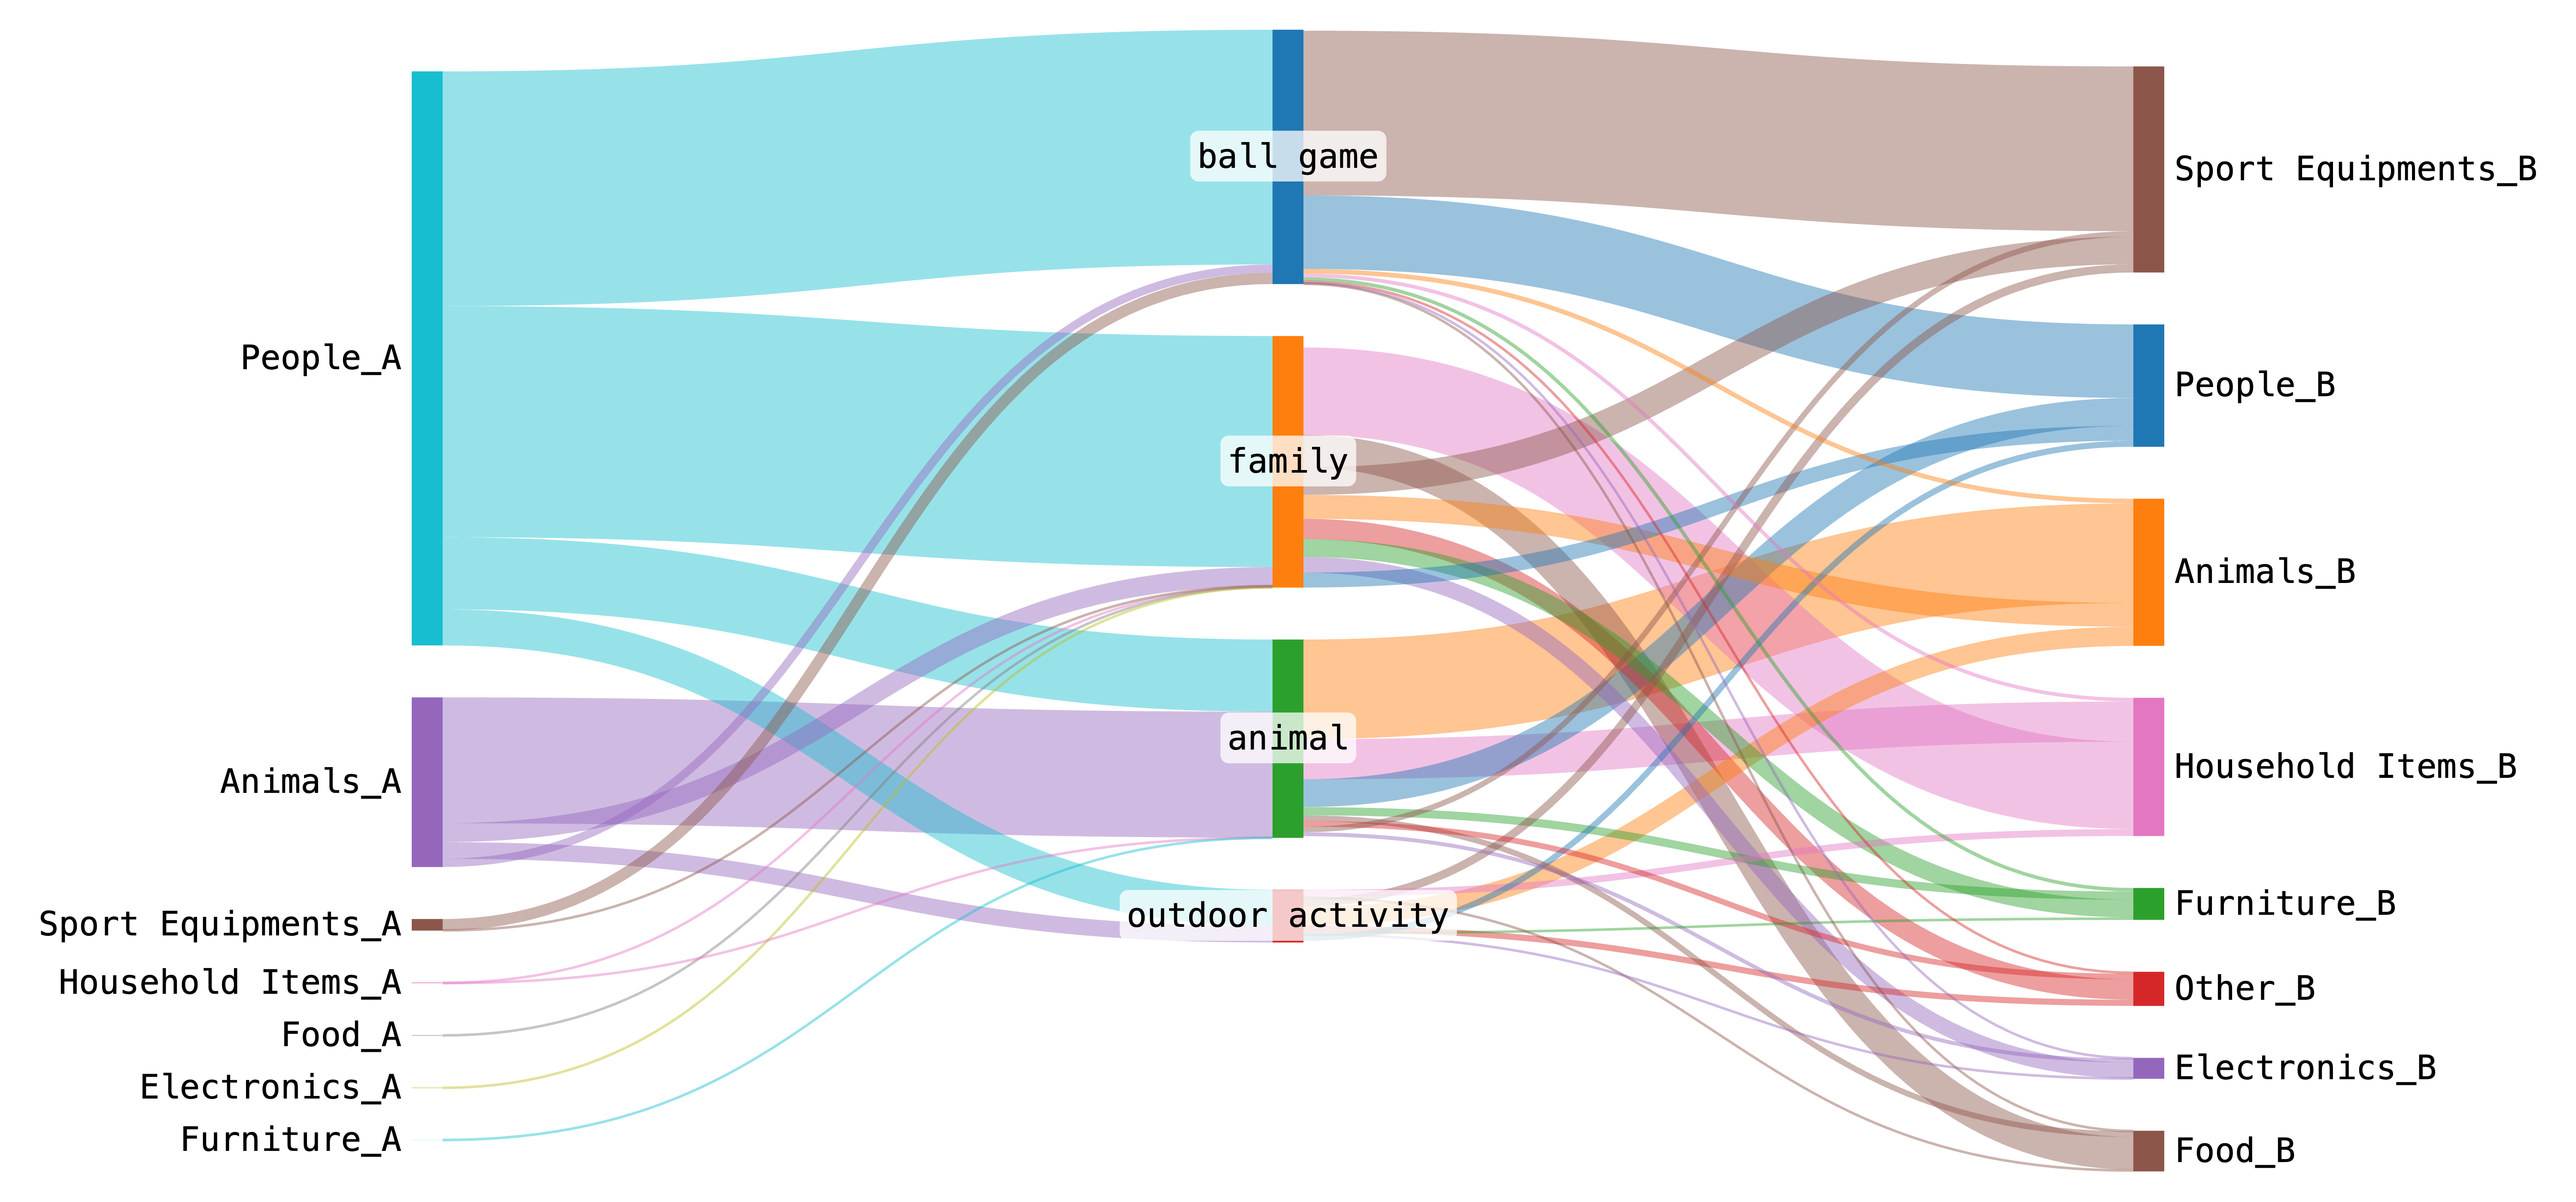 People_A
Animals_A
Sport Equipments_A
Household Items_A
Food_A
Electronics_A
Furniture_A
ball game
family
animal
outdoor activity
Sport Equipments_B
People_B
Animals_B
Household Items_B
Furniture_B
Other_B
Electronics_B
Food_B